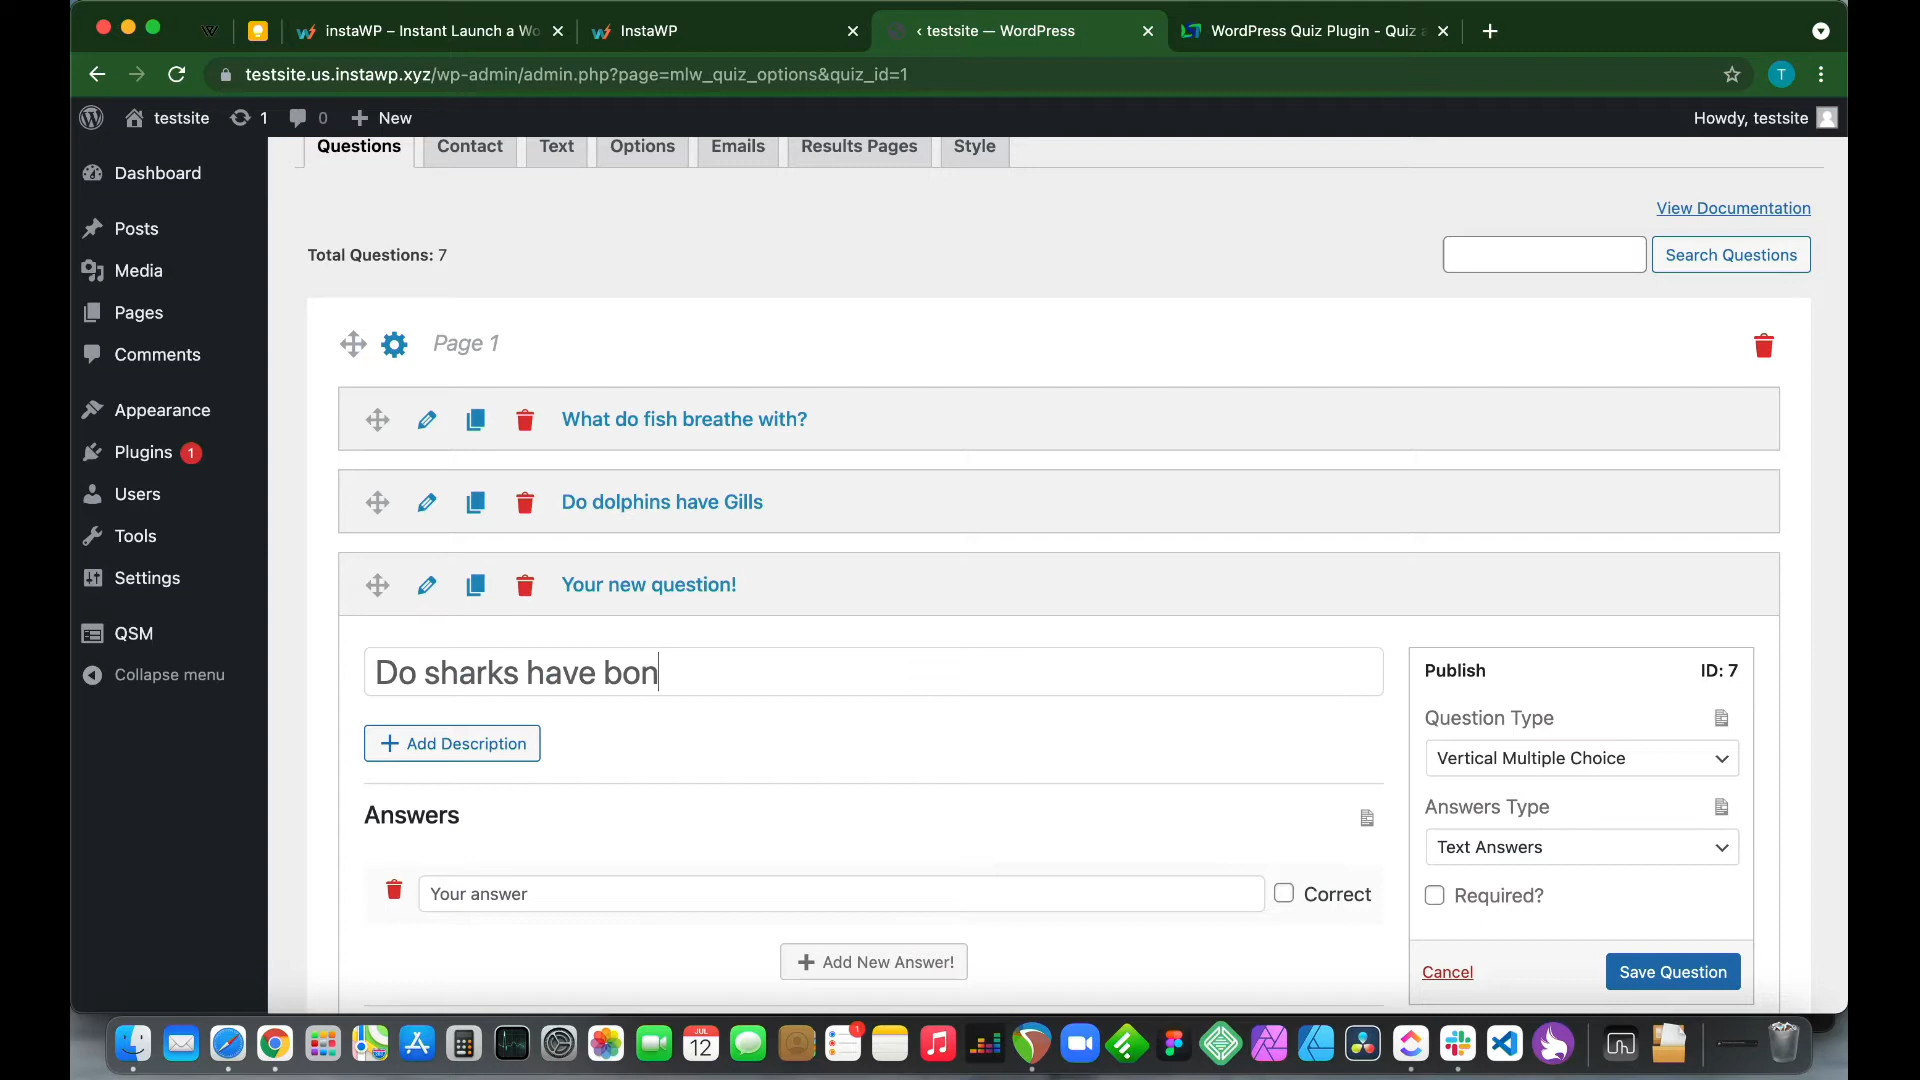 instaWP – Instant Launch a Wo
InstaWP
‹ testsite — WordPress
WordPress Quiz Plugin - Quiz a
testsite.us.instawp.xyz/wp-admin/admin.php?page=mlw_quiz_options&quiz_id=1
T
testsite
1
0
New
Howdy, testsite
Dashboard
Posts
Media
Pages
Comments
Appearance
Plugins 1
Users
Tools
Settings
QSM
Collapse menu
Questions
Contact
Text
Options
Emails
Results Pages
Style
View Documentation
Total Questions: 7
Search Questions
Page 1
What do fish breathe with?
Do dolphins have Gills
Your new question!
Do sharks have bon
Add Description
Answers
Your answer
Correct
Add New Answer!
Publish
ID: 7
Question Type
Vertical Multiple Choice
Answers Type
Text Answers
Required?
Cancel
Save Question
JUL
12
1